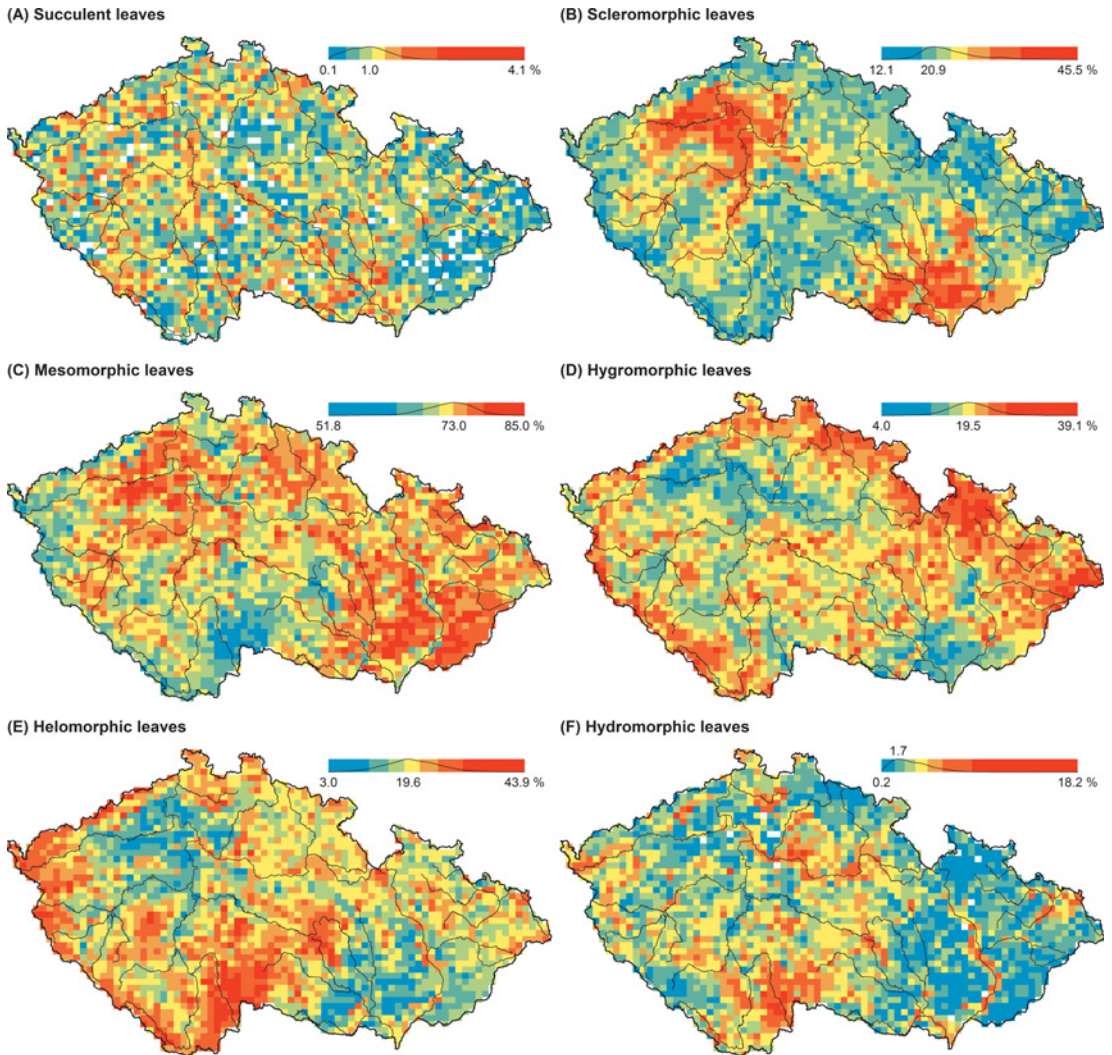 (A) Succulent leaves
0.1 1.0 4.1 %
(B) Scleromorphic leaves
12.1 20.9 45.5 %
(C) Mesomorphic leaves
51.8 73.0 85.0 %
(D) Hygromorphic leaves
4.0 19.5 39.1 %
(E) Helomorphic leaves
3.0 19.6 43.9 %
(F) Hydromorphic leaves
1.7
0.2 18.2 %